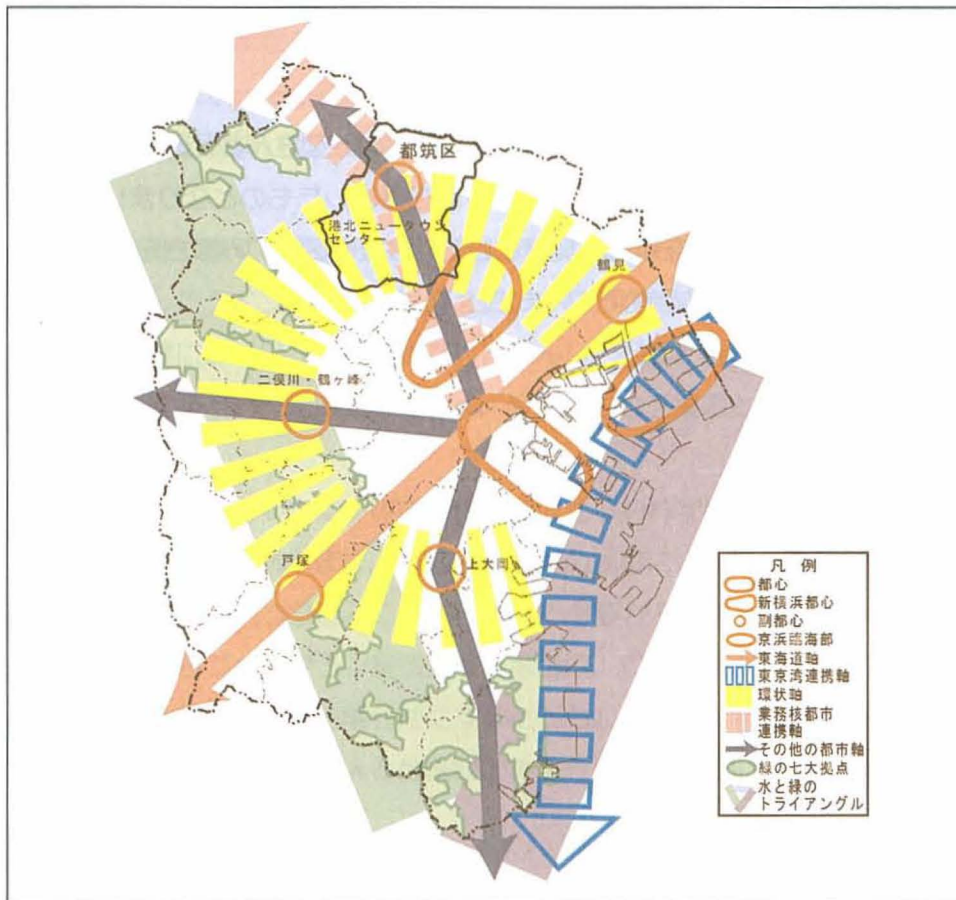 都筑区
港北ニュータウン
センター
鶴見
二俣川・鶴ヶ峰
戸塚
上大岡
凡例
都心
新横浜都心
副都心
京浜臨海部
東海道軸
東京湾連携軸
環状軸
業務核都市
連携軸
その他の都市軸
緑の七大拠点
水と緑の
トライアングル